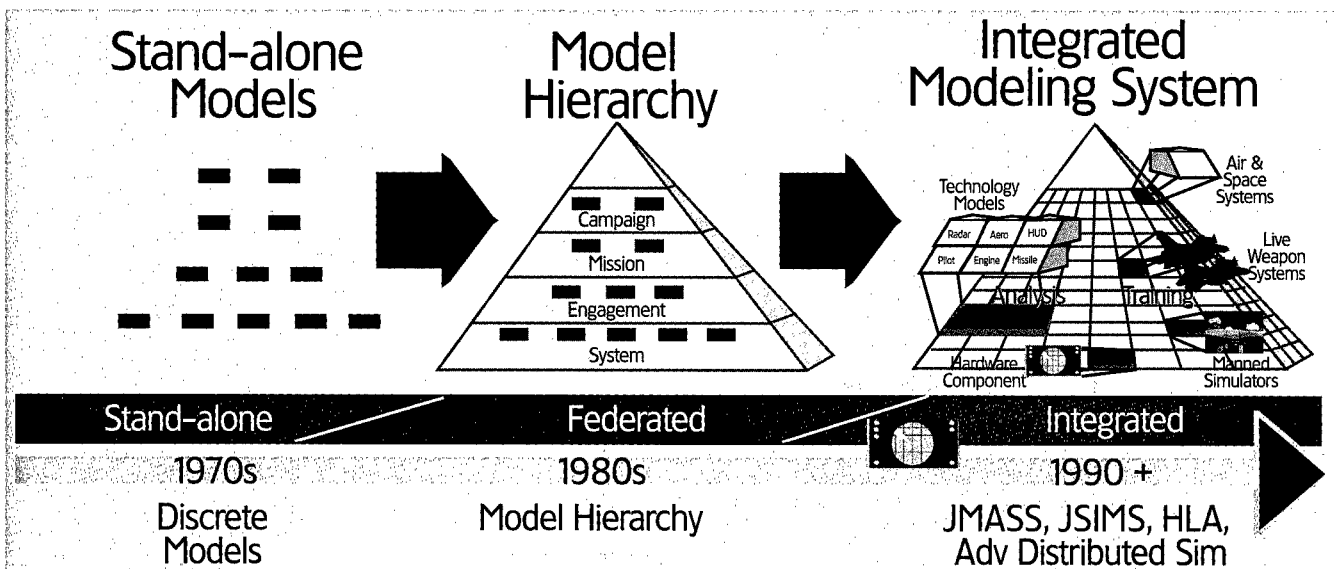 Stand-alone
Models
Model
Hierarchy
Integrated
Modeling System
Campaign
Mission
Engagement
System
Technology
Models
Radar Aero HUD
Pilot Engine Missile
Air &
Space
Systems
Live
Weapon
Systems
Analysis Training
Hardware
Component
Manned
Simulators
Stand-alone Federated Integrated
1970s 1980s 1990 +
Discrete
Models
Model Hierarchy
JMASS, JSIMS, HLA,
Adv Distributed Sim